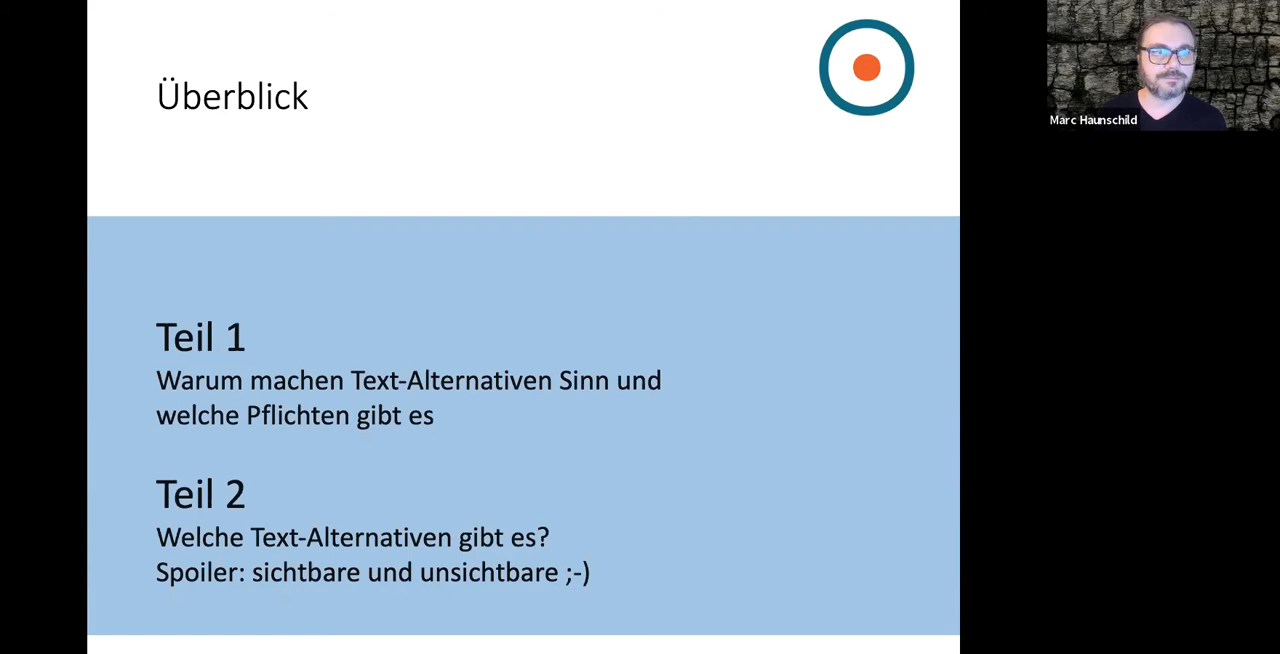 Überblick
Marc Haunschild
Teil 1
Warum machen Text-Alternativen Sinn und
welche Pflichten gibt es
Teil 2
Welche Text-Alternativen gibt es?
Spoiler: sichtbare und unsichtbare ;-)